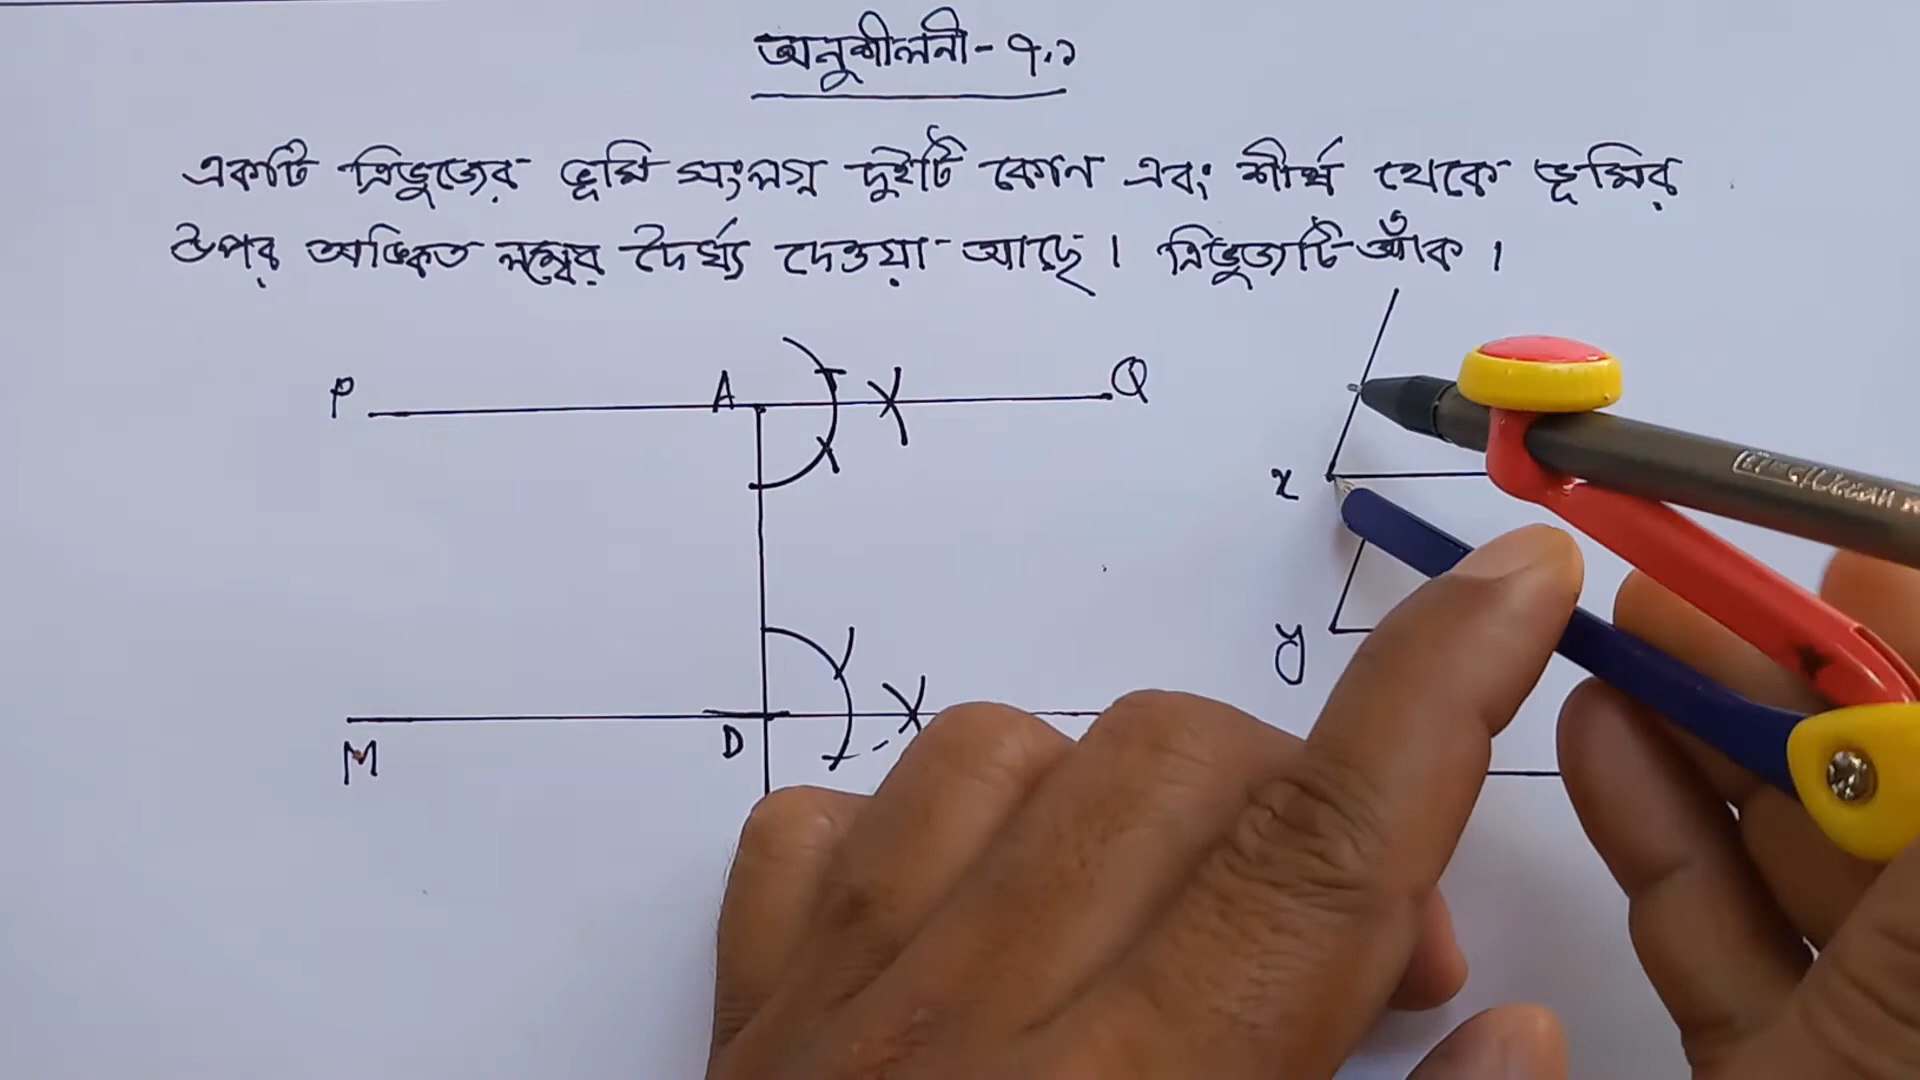 অনুশীলনী - ৭.১
একটি ত্রিভুজের ভূমি সংলগ্ন দুইটি কোন এবং শীর্ষ থেকে ভূমির
উপর অঙ্কিত লম্বের দৈর্ঘ্য দেওয়া আছে। ত্রিভুজটি আঁক।
P A Q
x
y
M D